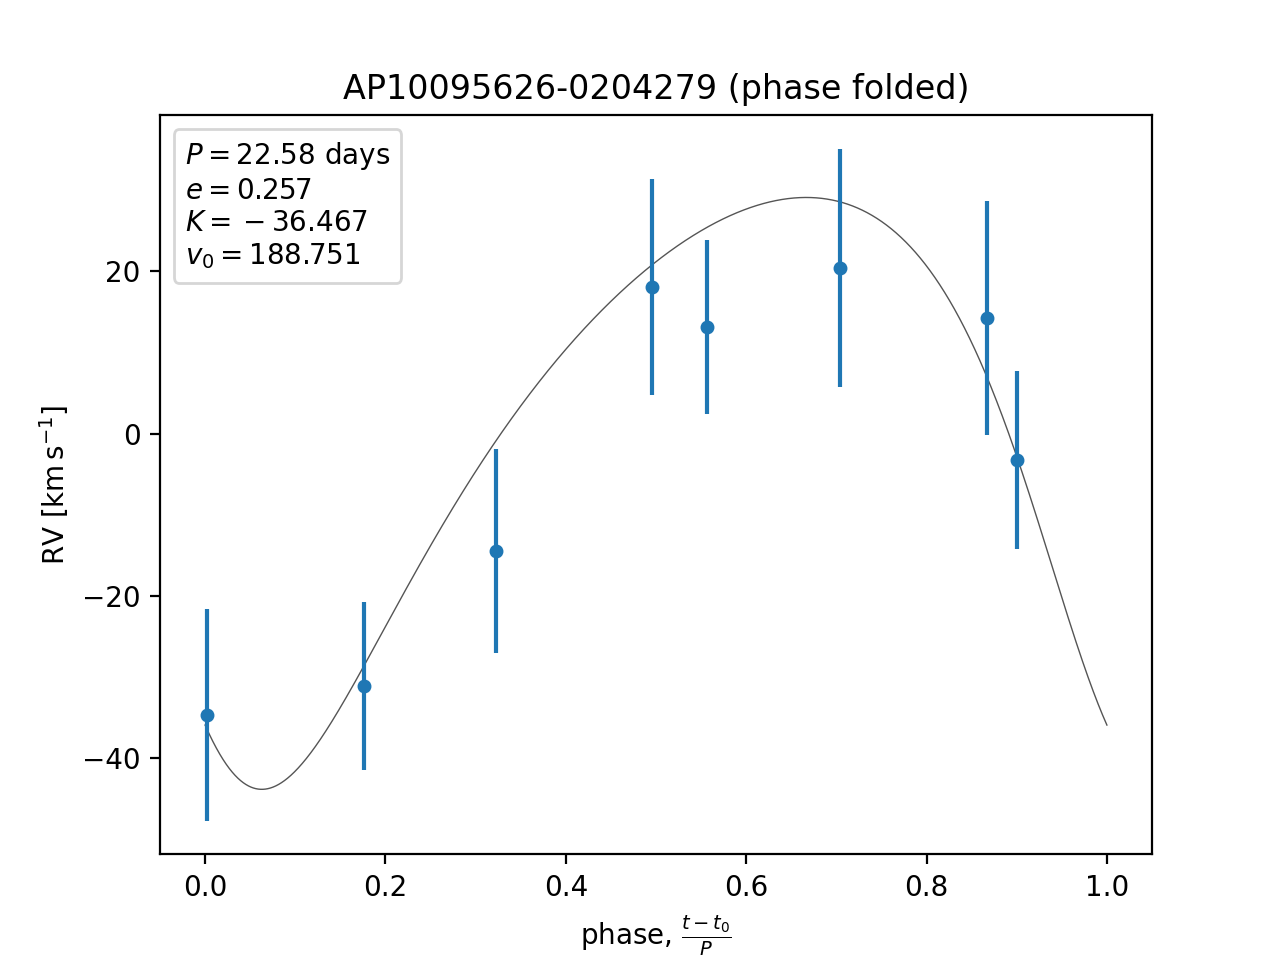 AP10095626-0204279 (phase folded)
P = 22.58 days
e = 0.257
K = − 36.467
v₀ = 188.751
RV [km s⁻¹]
20
0
−20
−40
0.0 0.2 0.4 0.6 0.8 1.0
phase, (t − t₀)/P